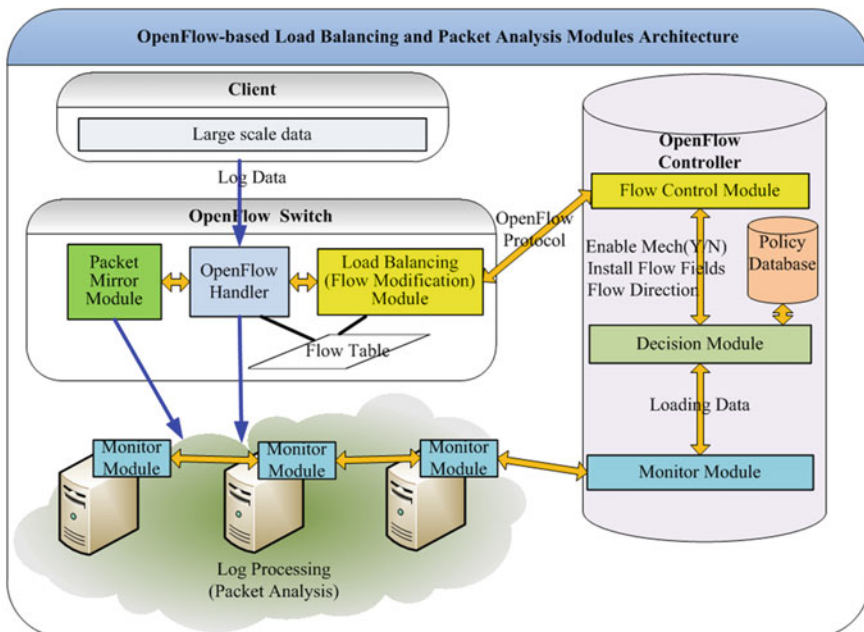 OpenFlow-based Load Balancing and Packet Analysis Modules Architecture
Client
Large scale data
Log Data
OpenFlow Switch
Packet
Mirror
Module
OpenFlow
Handler
Load Balancing
(Flow Modification)
Module
Flow Table
OpenFlow
Protocol
OpenFlow
Controller
Flow Control Module
Enable Mech(Y/N)
Install Flow Fields
Flow Direction
Policy
Database
Decision Module
Loading Data
Monitor Module
Monitor
Module
Monitor
Module
Monitor
Module
Log Processing
(Packet Analysis)